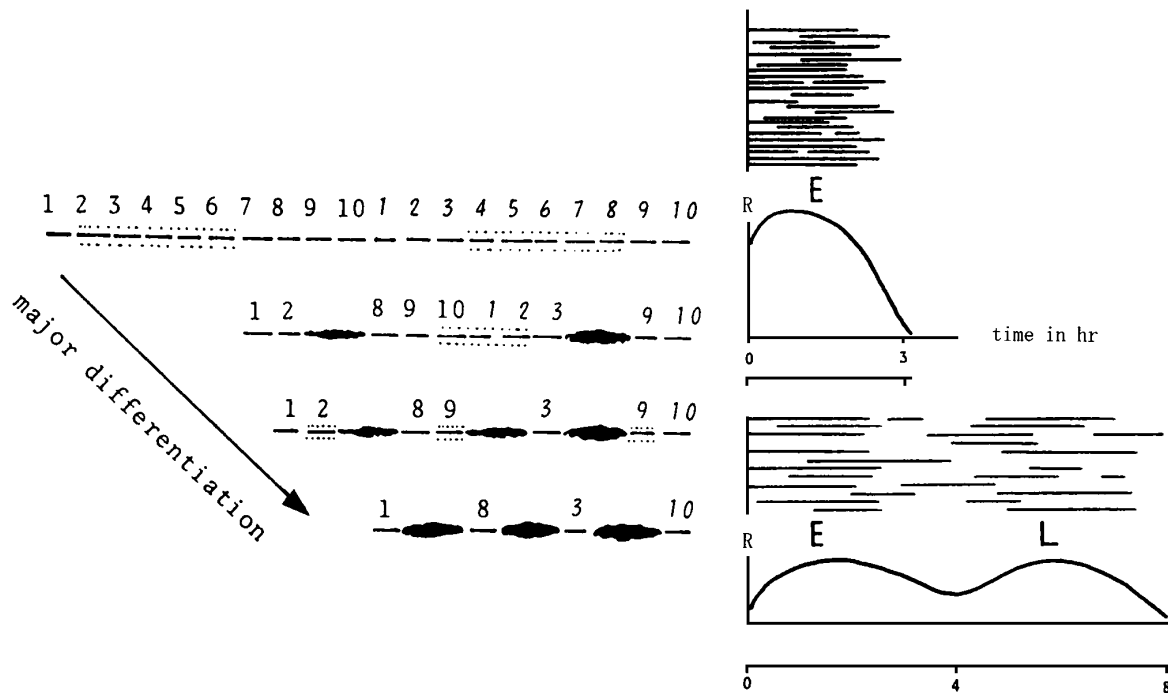 E
1 2 3 4 5 6 7 8 9 10 1 2 3 4 5 6 7 8 9 10
R
1 2 8 9 10 1 2 3 9 10
0 3
time in hr
major differentiation
1 2 8 9 3 9 10
1 8 3 10
R E L
0 4 8